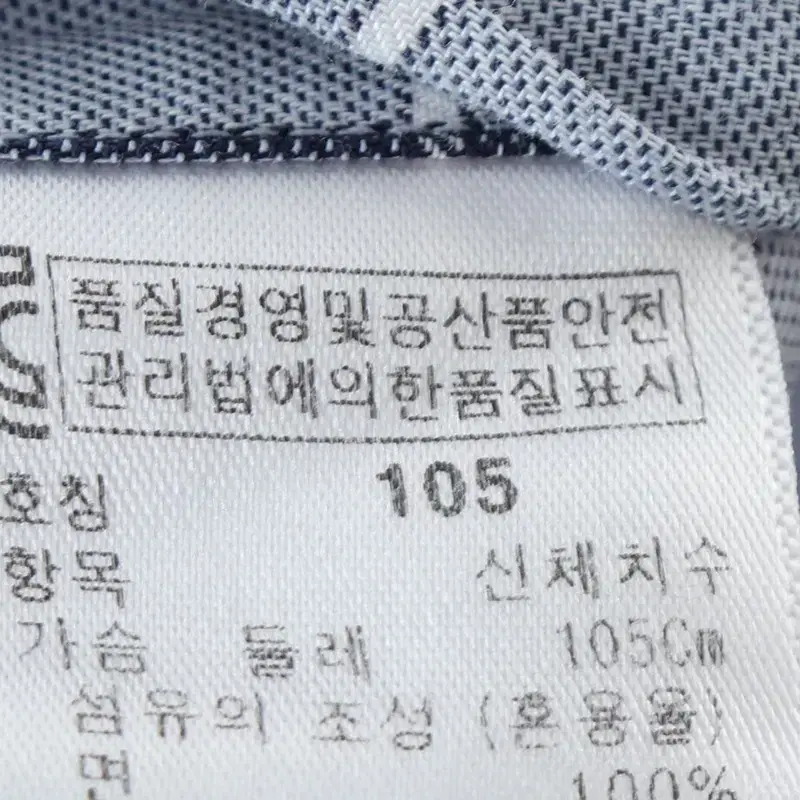 품질경영및공산품안전
관리법에의한품질표시
호칭 105
항목 신체치수
가슴 둘레 105Cm
섬유의 조성 (혼용율)
면 100%